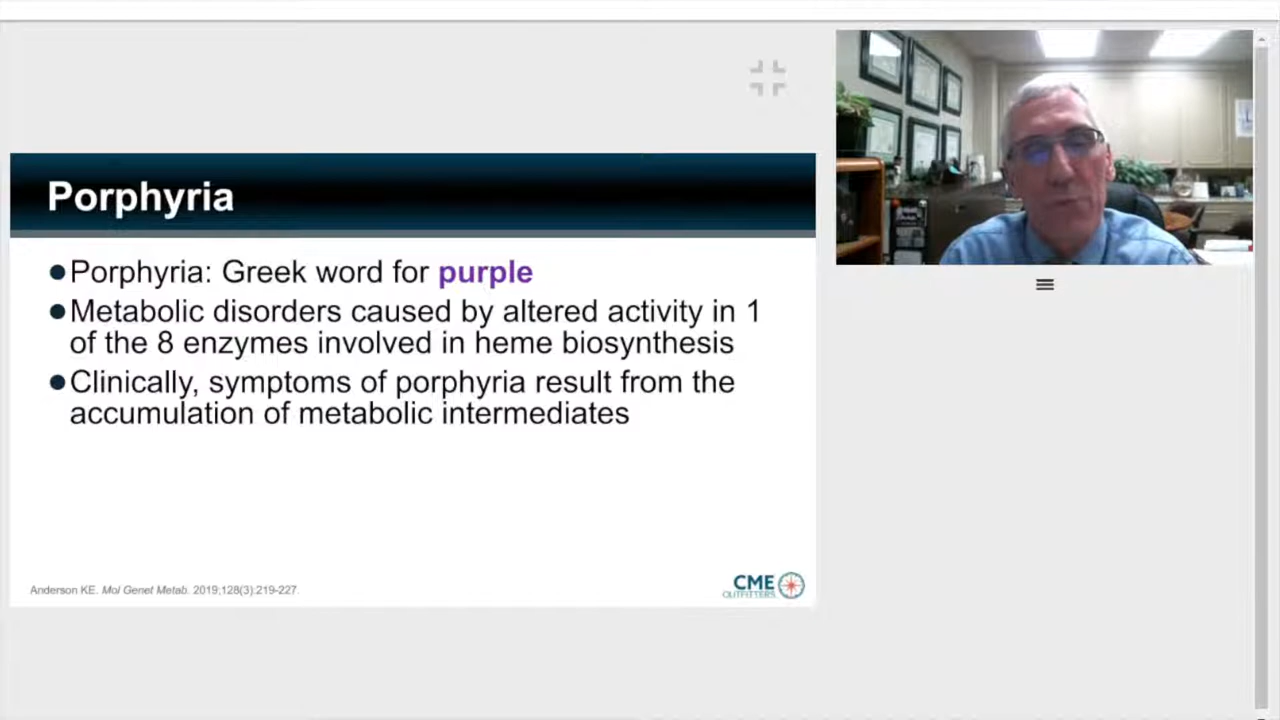 Porphyria
●Porphyria: Greek word for purple
●Metabolic disorders caused by altered activity in 1
of the 8 enzymes involved in heme biosynthesis
●Clinically, symptoms of porphyria result from the
accumulation of metabolic intermediates
Anderson KE. Mol Genet Metab. 2019;128(3):219-227.
CME
OUTFITTERS